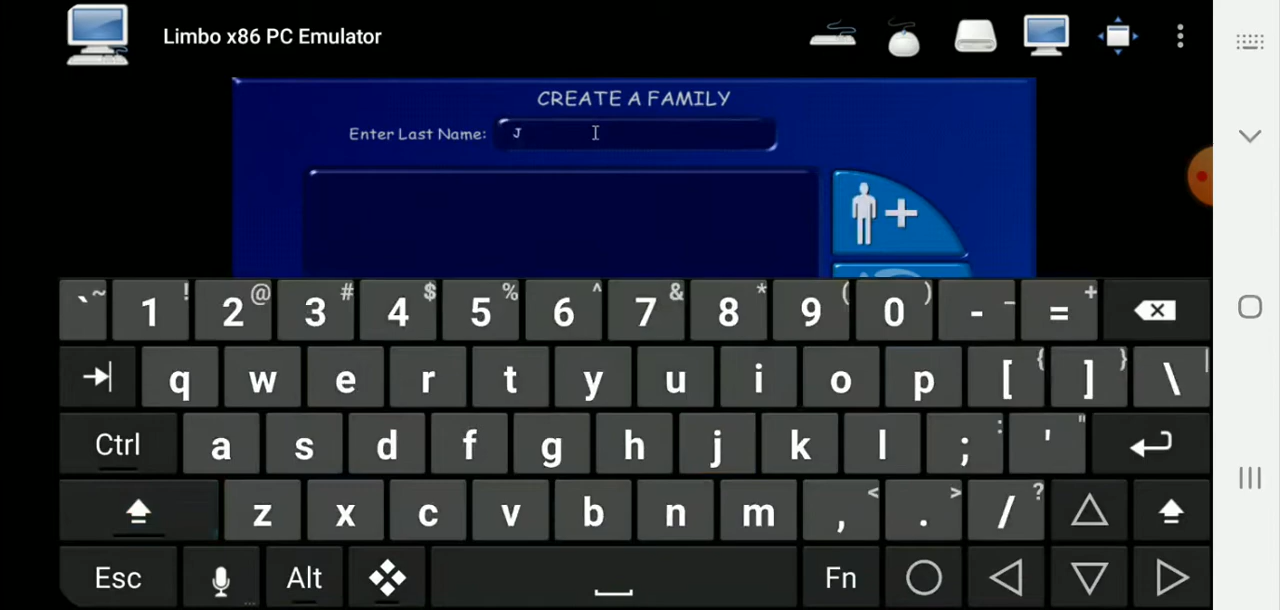 Limbo x86 PC Emulator
CREATE A FAMILY
Enter Last Name: J
` ~ 1 ! 2 @ 3 # 4 $ 5 % 6 ^ 7 & 8 * 9 ( 0 ) - _ = +
q w e r t y u i o p [ { ] } \ |
Ctrl a s d f g h j k l ; : ' "
z x c v b n m , < . > / ?
Esc Alt Fn